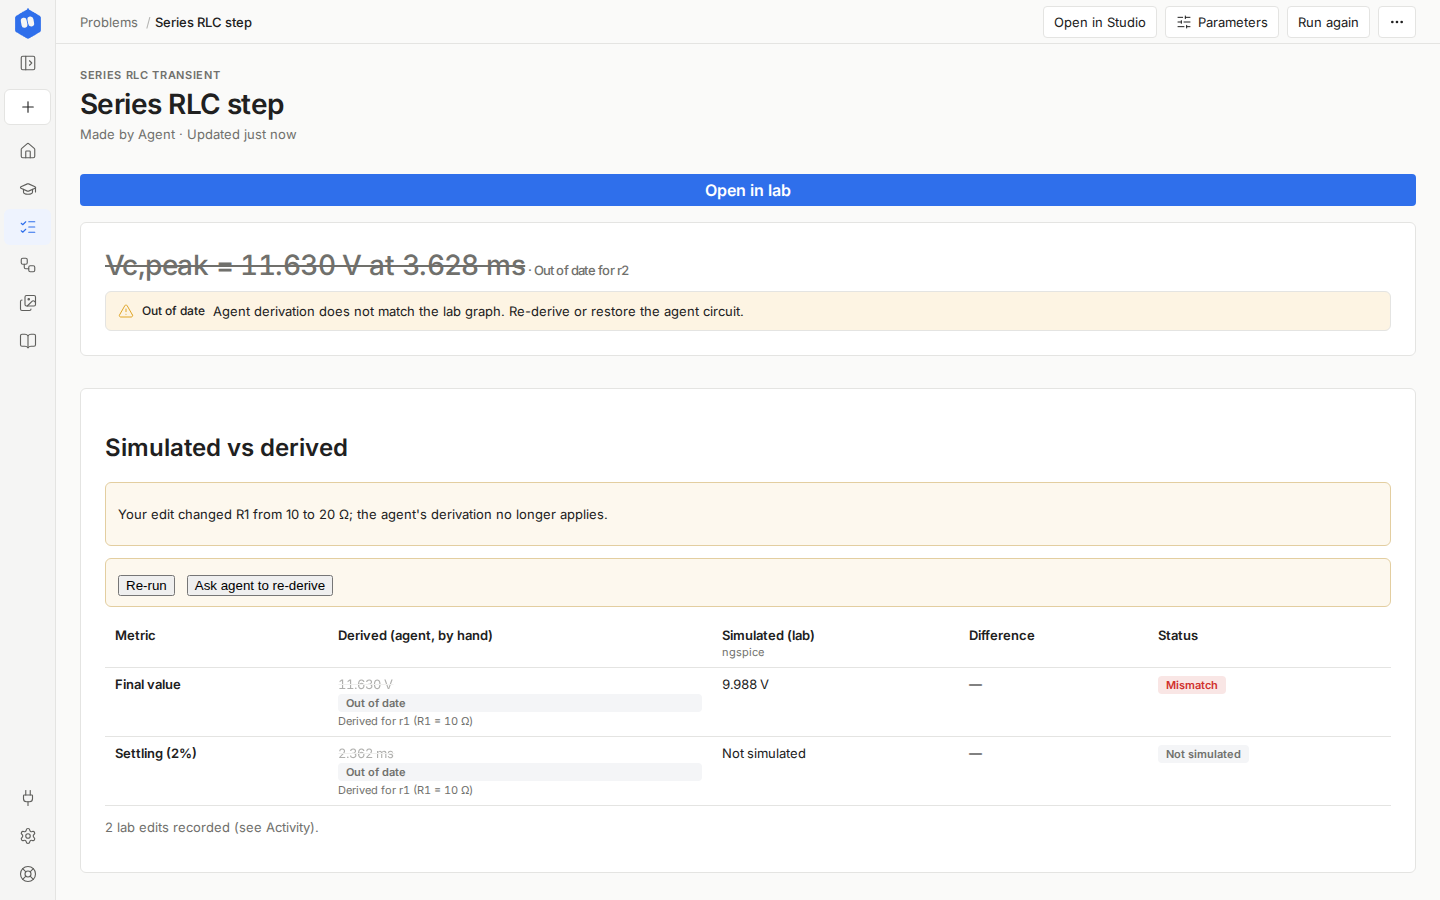 Problems / Series RLC step
Open in Studio
Parameters
Run again
SERIES RLC TRANSIENT
Series RLC step
Made by Agent · Updated just now
Open in lab
Vc,peak = 11.630 V at 3.628 ms · Out of date for r2
Out of date Agent derivation does not match the lab graph. Re-derive or restore the agent circuit.
Simulated vs derived
Your edit changed R1 from 10 to 20 Ω; the agent's derivation no longer applies.
Re-run
Ask agent to re-derive
Metric Derived (agent, by hand) Simulated (lab) Difference Status
ngspice
Final value 11.630 V 9.988 V — Mismatch
Out of date
Derived for r1 (R1 = 10 Ω)
Settling (2%) 2.362 ms Not simulated — Not simulated
Out of date
Derived for r1 (R1 = 10 Ω)
2 lab edits recorded (see Activity).